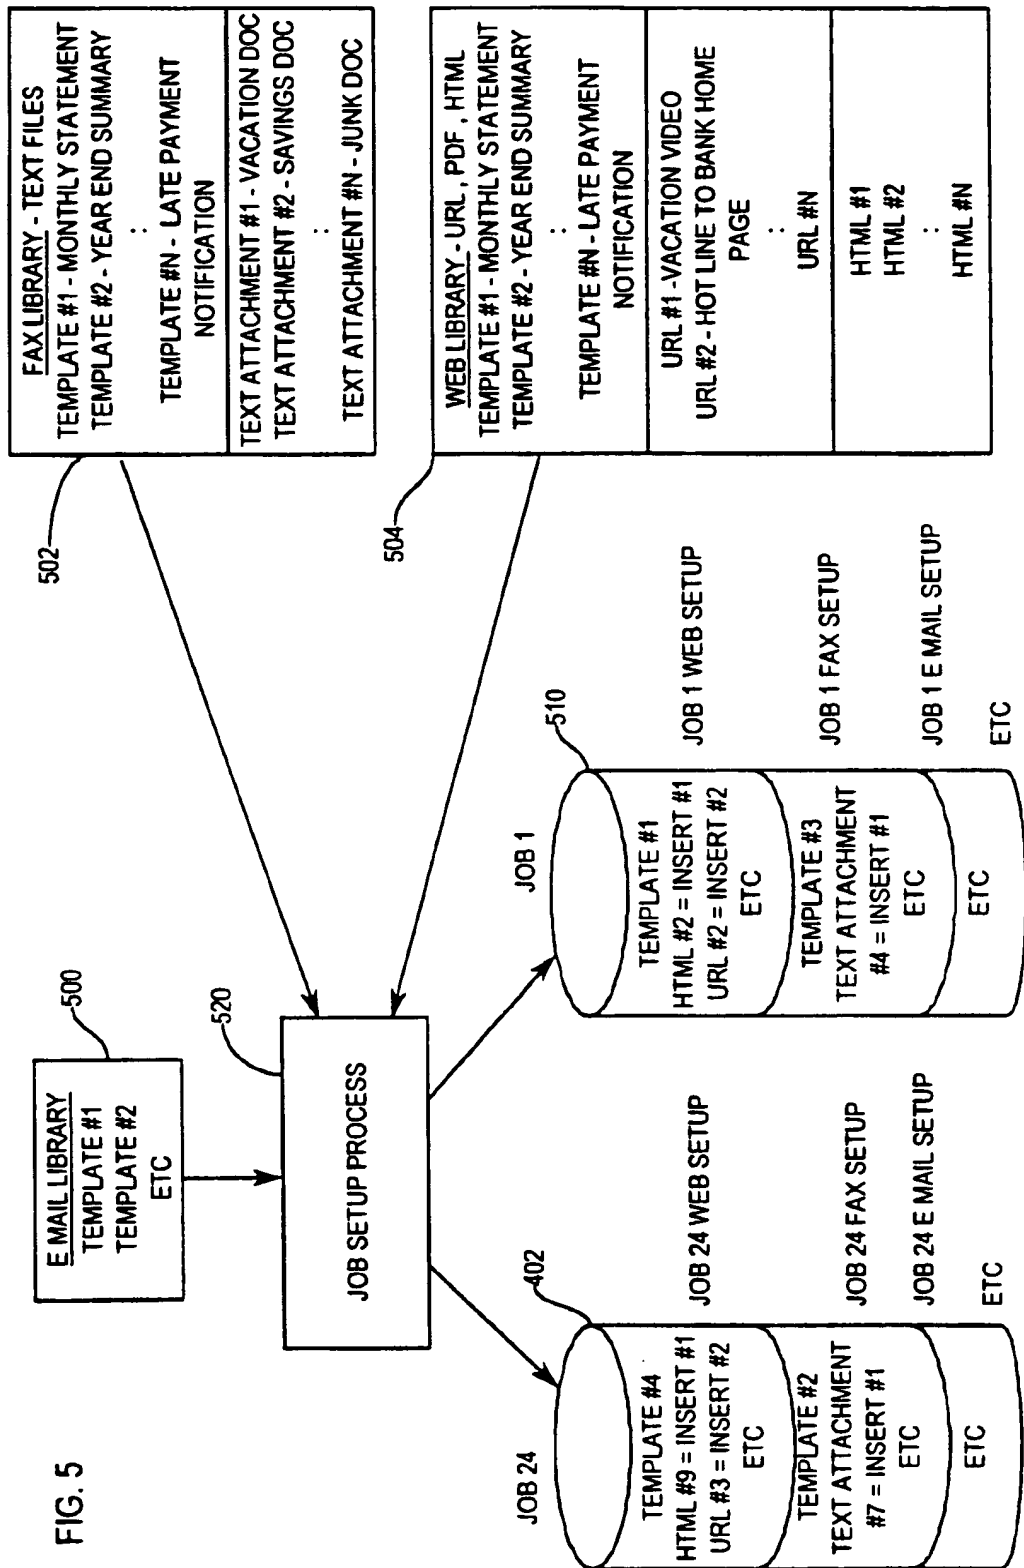 FIG. 5
E MAIL LIBRARY
TEMPLATE #1
TEMPLATE #2
ETC
500
520
JOB SETUP PROCESS
502
FAX LIBRARY - TEXT FILES
TEMPLATE #1 - MONTHLY STATEMENT
TEMPLATE #2 - YEAR END SUMMARY
:
TEMPLATE #N - LATE PAYMENT
NOTIFICATION
TEXT ATTACHMENT #1 - VACATION DOC
TEXT ATTACHMENT #2 - SAVINGS DOC
:
TEXT ATTACHMENT #N - JUNK DOC
504
WEB LIBRARY - URL, PDF, HTML
TEMPLATE #1 - MONTHLY STATEMENT
TEMPLATE #2 - YEAR END SUMMARY
:
TEMPLATE #N - LATE PAYMENT
NOTIFICATION
URL #1 - VACATION VIDEO
URL #2 - HOT LINE TO BANK HOME
PAGE
:
URL #N
HTML #1
HTML #2
:
HTML #N
JOB 24
402
TEMPLATE #4
HTML #9 = INSERT #1
URL #3 = INSERT #2
ETC
JOB 24 WEB SETUP
TEMPLATE #2
TEXT ATTACHMENT
#7 = INSERT #1
ETC
JOB 24 FAX SETUP
ETC
JOB 24 E MAIL SETUP
ETC
JOB 1
510
TEMPLATE #1
HTML #2 = INSERT #1
URL #2 = INSERT #2
ETC
JOB 1 WEB SETUP
TEMPLATE #3
TEXT ATTACHMENT
#4 = INSERT #1
ETC
JOB 1 FAX SETUP
ETC
JOB 1 E MAIL SETUP
ETC